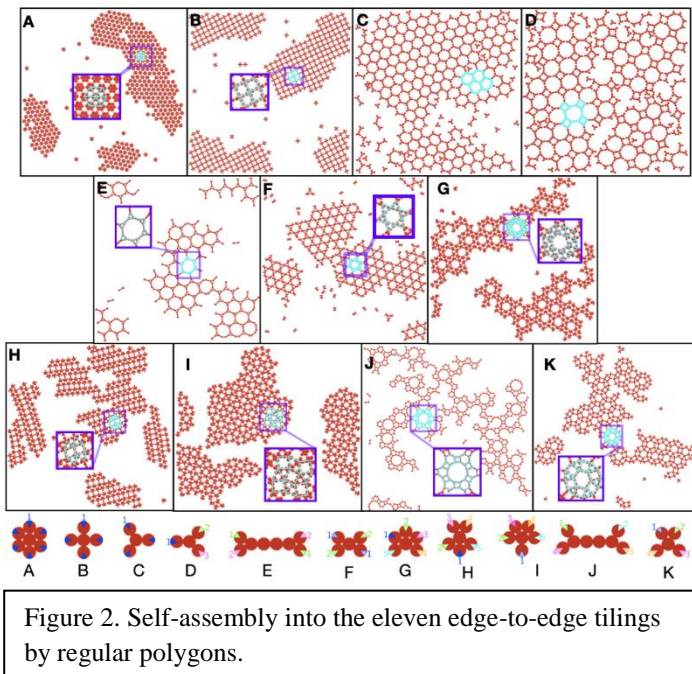 A B C D
E F G
H I J K
A B C D E F G H I J K
Figure 2. Self-assembly into the eleven edge-to-edge tilings
by regular polygons.